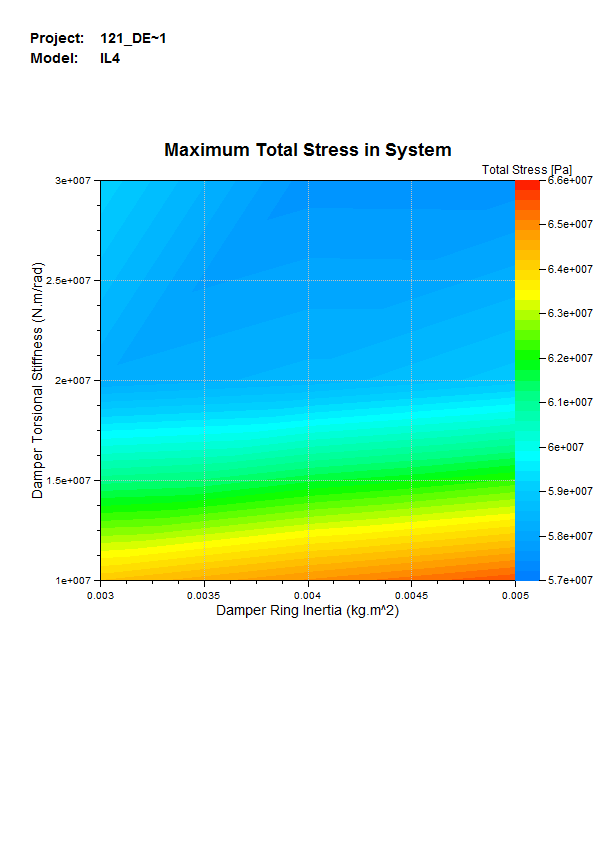 Project: 121_DE~1
Model: IL4
Maximum Total Stress in System
Total Stress [Pa]
3e+007
2.5e+007
2e+007
1.5e+007
1e+007
Damper Torsional Stiffness (N.m/rad)
6.6e+007
6.5e+007
6.4e+007
6.3e+007
6.2e+007
6.1e+007
6e+007
5.9e+007
5.8e+007
5.7e+007
0.003 0.0035 0.004 0.0045 0.005
Damper Ring Inertia (kg.m^2)